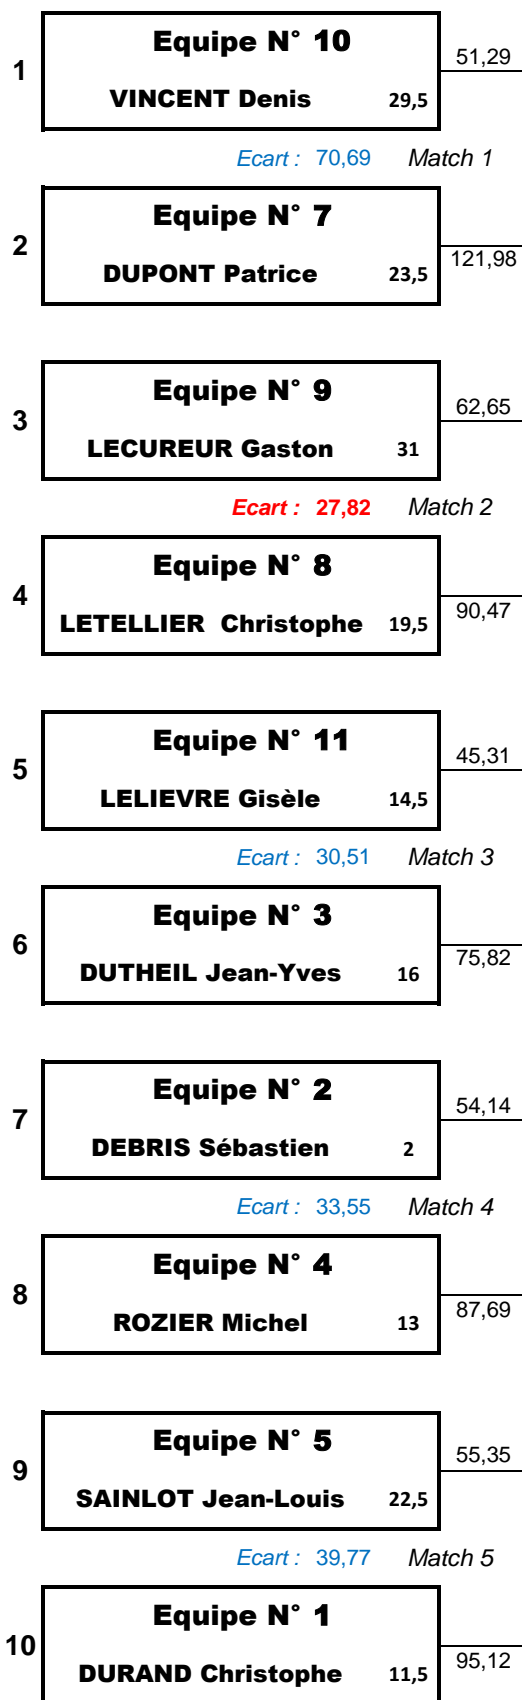 Equipe N° 10
51,29
1
VINCENT Denis 29,5
Ecart : 70,69 Match 1
Equipe N° 7
2
121,98
DUPONT Patrice 23,5
Equipe N° 9
62,65
3
LECUREUR Gaston 31
Ecart : 27,82 Match 2
Equipe N° 8
4
90,47
LETELLIER Christophe 19,5
Equipe N° 11
45,31
5
LELIEVRE Gisèle 14,5
Ecart : 30,51 Match 3
Equipe N° 3
6
75,82
DUTHEIL Jean-Yves 16
Equipe N° 2
54,14
7
DEBRIS Sébastien 2
Ecart : 33,55 Match 4
Equipe N° 4
8
87,69
ROZIER Michel 13
Equipe N° 5
55,35
9
SAINLOT Jean-Louis 22,5
Ecart : 39,77 Match 5
Equipe N° 1
10
95,12
DURAND Christophe 11,5